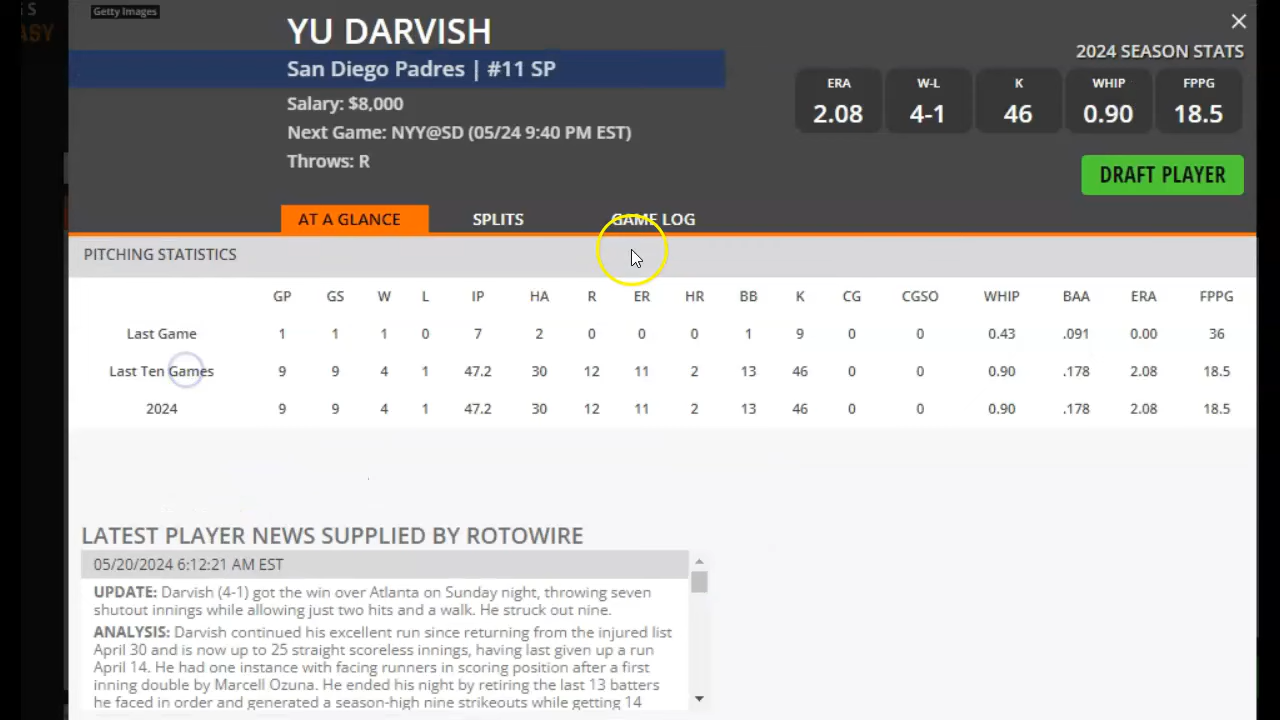 S
ASY
Getty Images
YU DARVISH
San Diego Padres | #11 SP
Salary: $8,000
Next Game: NYY@SD (05/24 9:40 PM EST)
Throws: R
2024 SEASON STATS
ERA W-L K WHIP FPPG
2.08 4-1 46 0.90 18.5
DRAFT PLAYER
AT A GLANCE SPLITS GAME LOG
PITCHING STATISTICS
GP GS W L IP HA R ER HR BB K CG CGSO WHIP BAA ERA FPPG
Last Game 1 1 1 0 7 2 0 0 0 1 9 0 0 0.43 .091 0.00 36
Last Ten Games 9 9 4 1 47.2 30 12 11 2 13 46 0 0 0.90 .178 2.08 18.5
2024 9 9 4 1 47.2 30 12 11 2 13 46 0 0 0.90 .178 2.08 18.5
LATEST PLAYER NEWS SUPPLIED BY ROTOWIRE
05/20/2024 6:12:21 AM EST
UPDATE: Darvish (4-1) got the win over Atlanta on Sunday night, throwing seven
shutout innings while allowing just two hits and a walk. He struck out nine.
ANALYSIS: Darvish continued his excellent run since returning from the injured list
April 30 and is now up to 25 straight scoreless innings, having last given up a run
April 14. He had one instance with facing runners in scoring position after a first
inning double by Marcell Ozuna. He ended his night by retiring the last 13 batters
he faced in order and generated a season-high nine strikeouts while getting 14